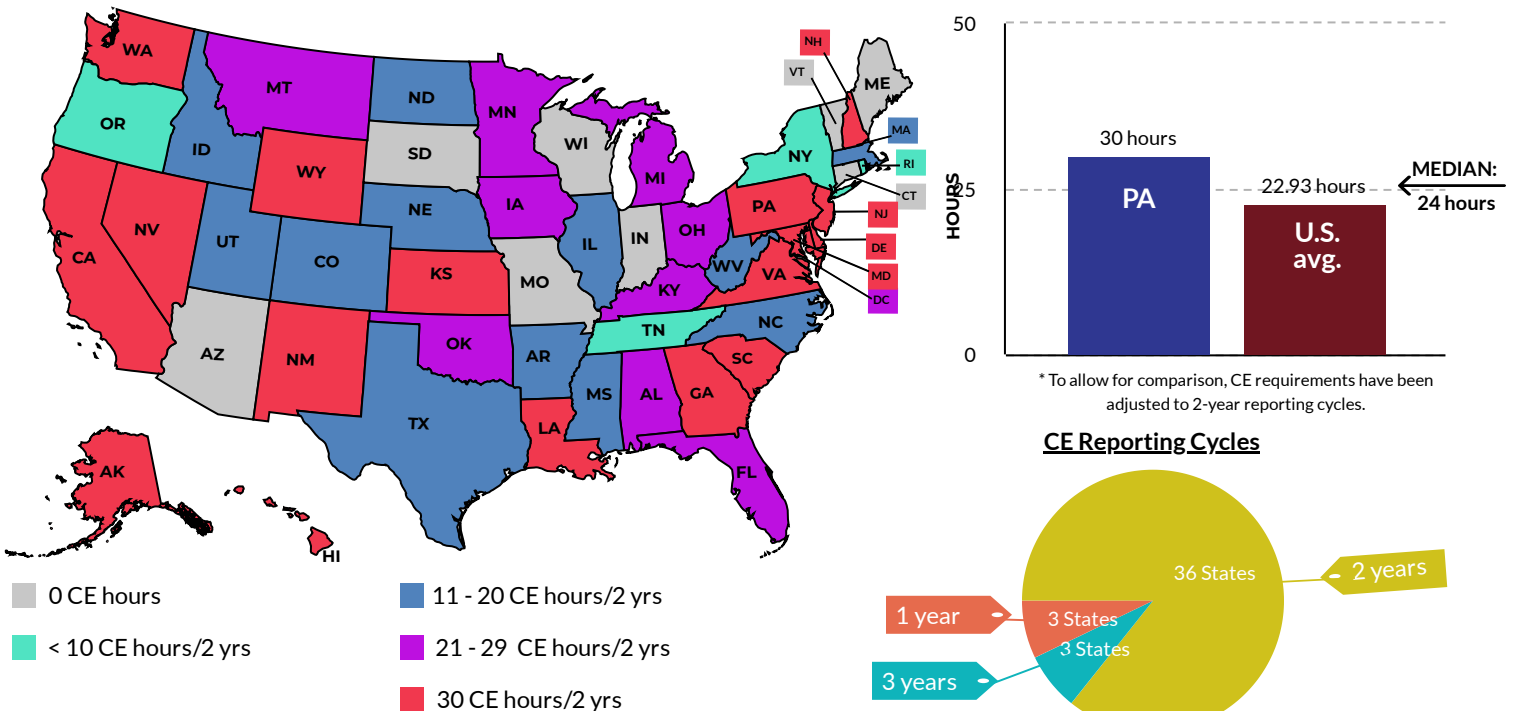 WA
MT
ND
MN
OR
ID
SD
WI
WY
MI
IA
NE
NV
UT
CO
CA
KS
MO
IL
IN
OH
PA
NY
VT
NH
ME
MA
RI
CT
NJ
DE
MD
DC
WV
VA
KY
NC
TN
SC
AZ
NM
OK
AR
MS
AL
GA
TX
LA
FL
AK
HI
0 CE hours
< 10 CE hours/2 yrs
11 - 20 CE hours/2 yrs
21 - 29 CE hours/2 yrs
30 CE hours/2 yrs
50
25
0
HOURS
30 hours
PA
22.93 hours
U.S.
avg.
MEDIAN:
24 hours
* To allow for comparison, CE requirements have been
adjusted to 2-year reporting cycles.
CE Reporting Cycles
36 States
2 years
1 year
3 States
3 States
3 years